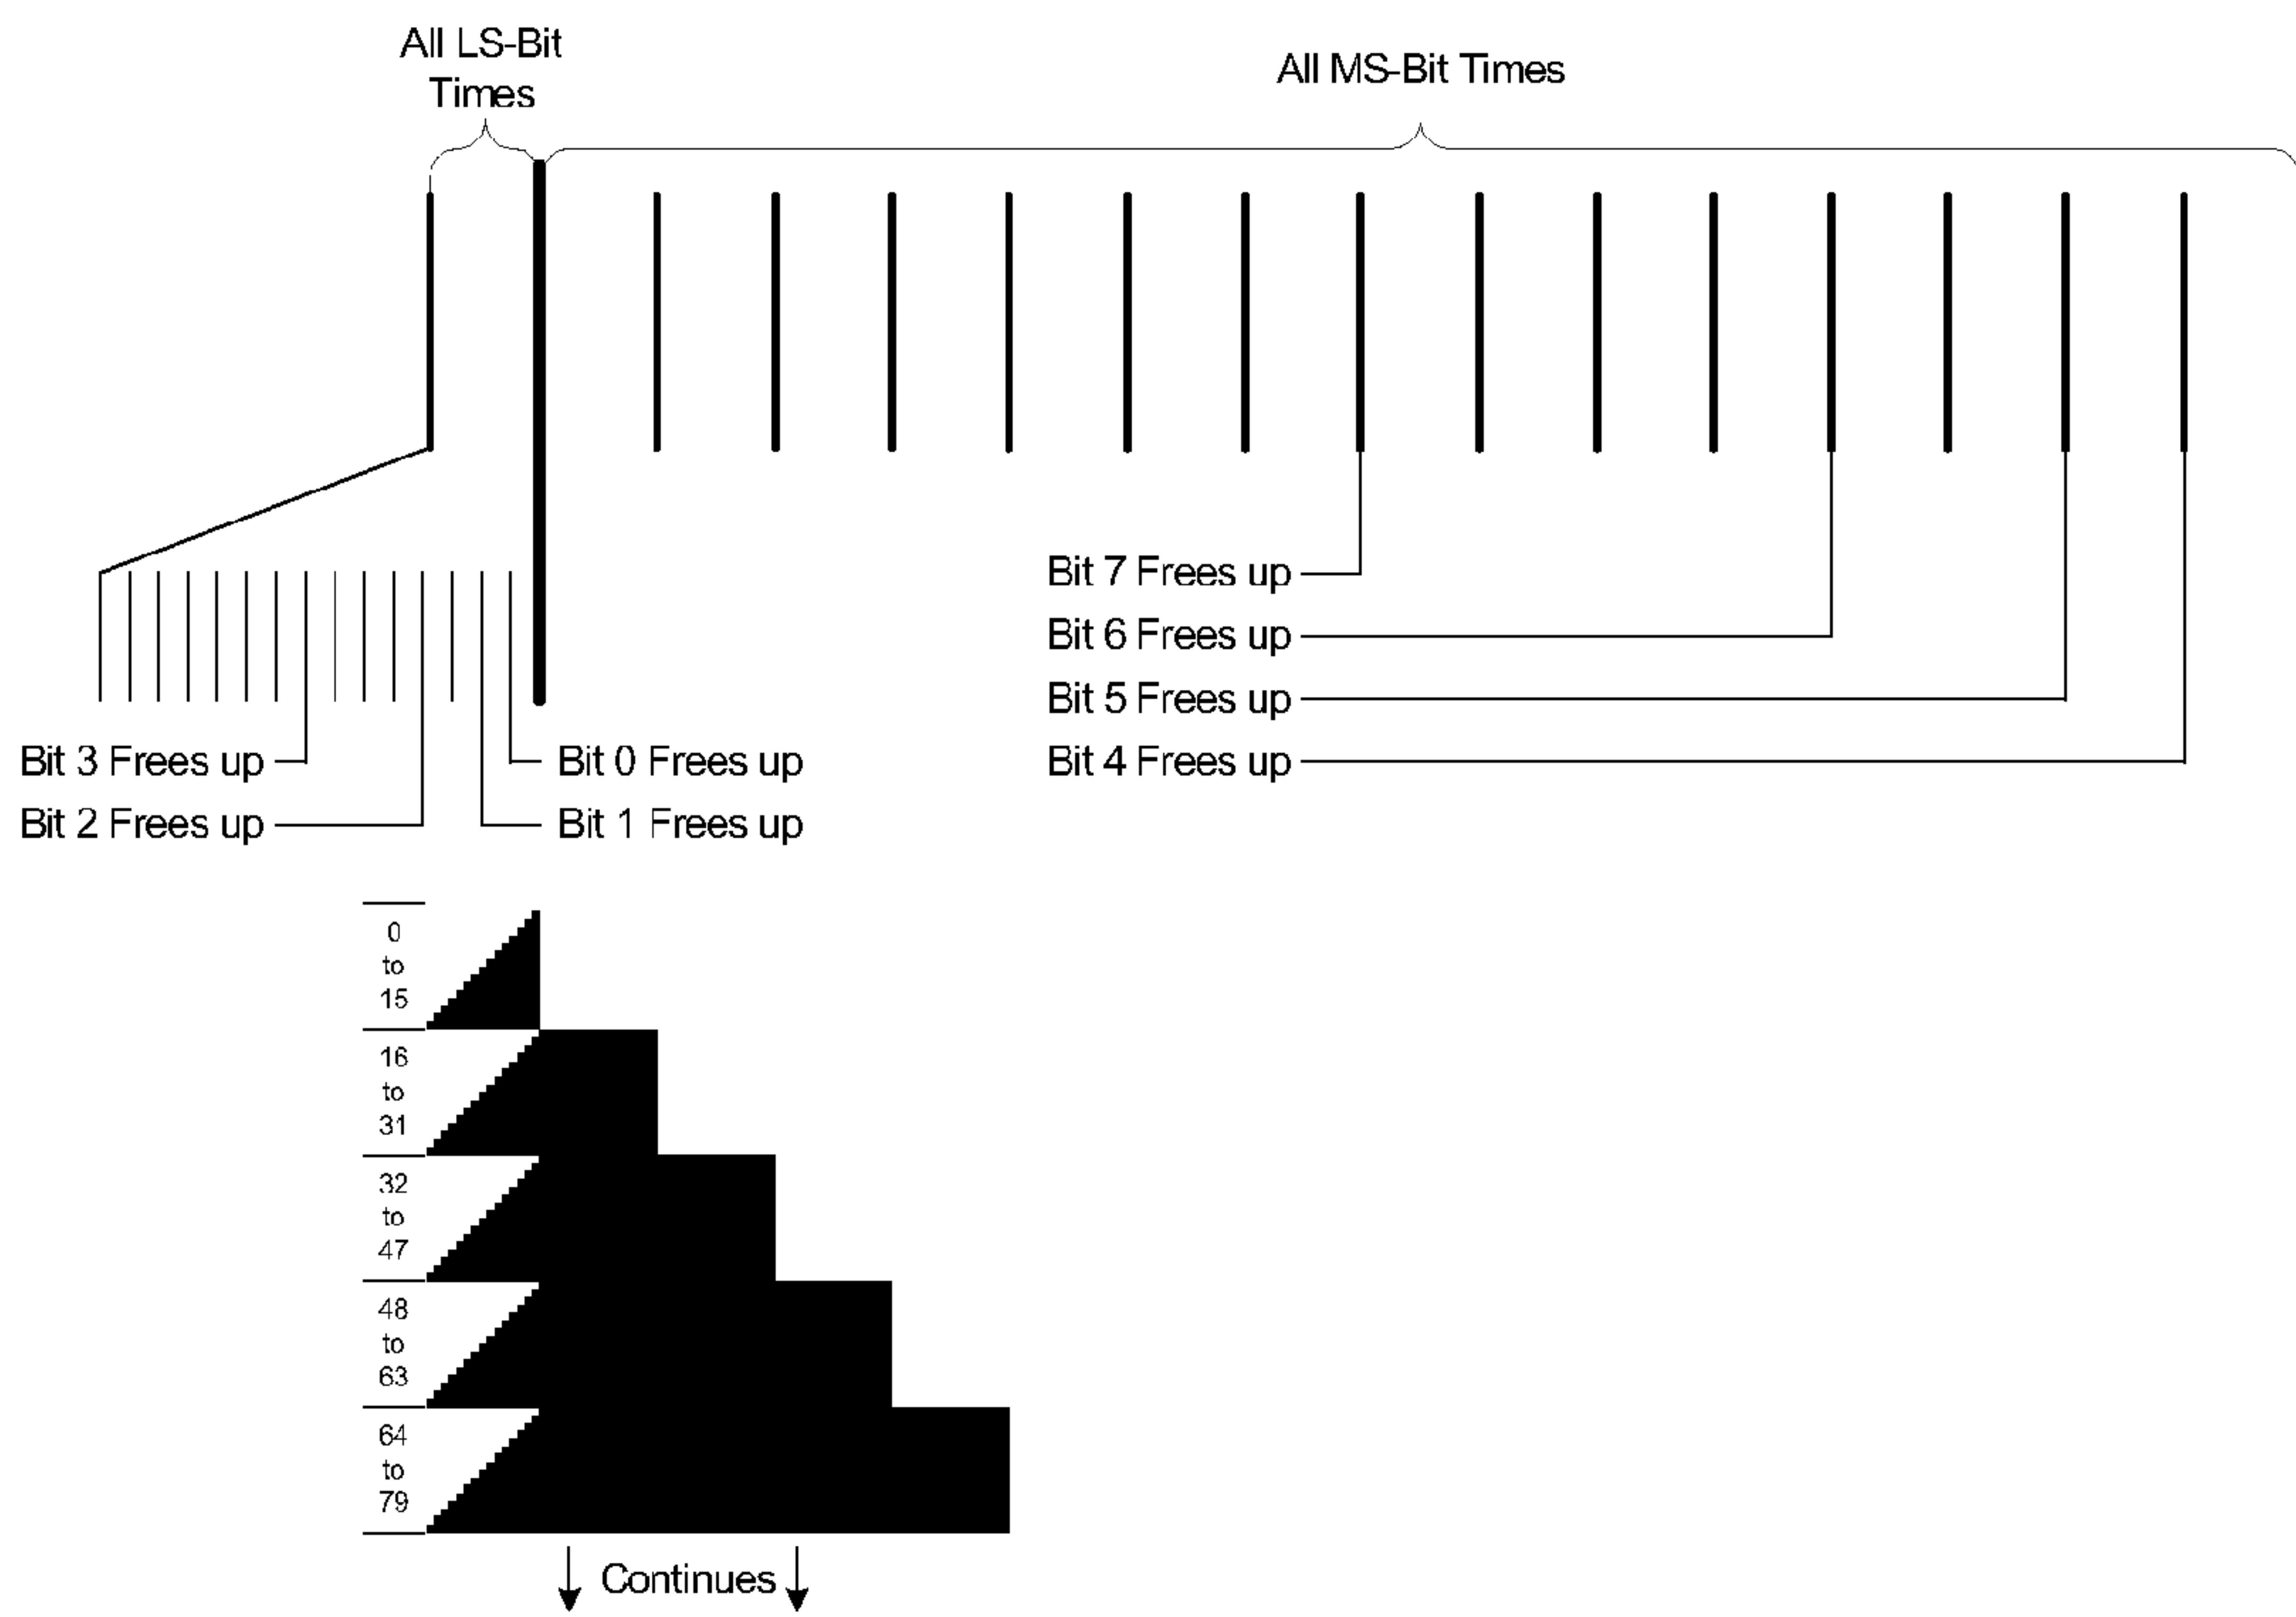 All LS-Bit
Times
All MS-Bit Times
Bit 7 Frees up
Bit 6 Frees up
Bit 5 Frees up
Bit 4 Frees up
Bit 3 Frees up
Bit 0 Frees up
Bit 2 Frees up
Bit 1 Frees up
0
to
15
16
to
31
32
to
47
48
to
63
64
to
79
Continues